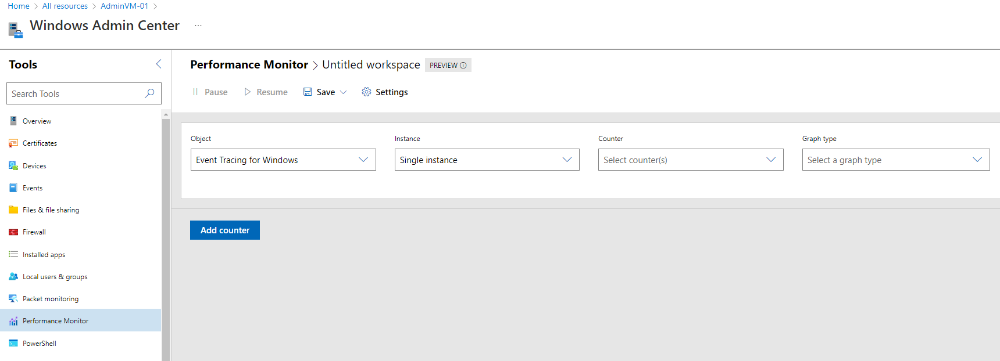 Home > All resources > AdminVM-01 >
Windows Admin Center ...
Tools
Search Tools
Overview
Certificates
Devices
Events
Files & file sharing
Firewall
Installed apps
Local users & groups
Packet monitoring
Performance Monitor
PowerShell
Performance Monitor > Untitled workspace PREVIEW
Pause Resume Save Settings
Object Instance Counter Graph type
Event Tracing for Windows Single instance Select counter(s) Select a graph type
Add counter